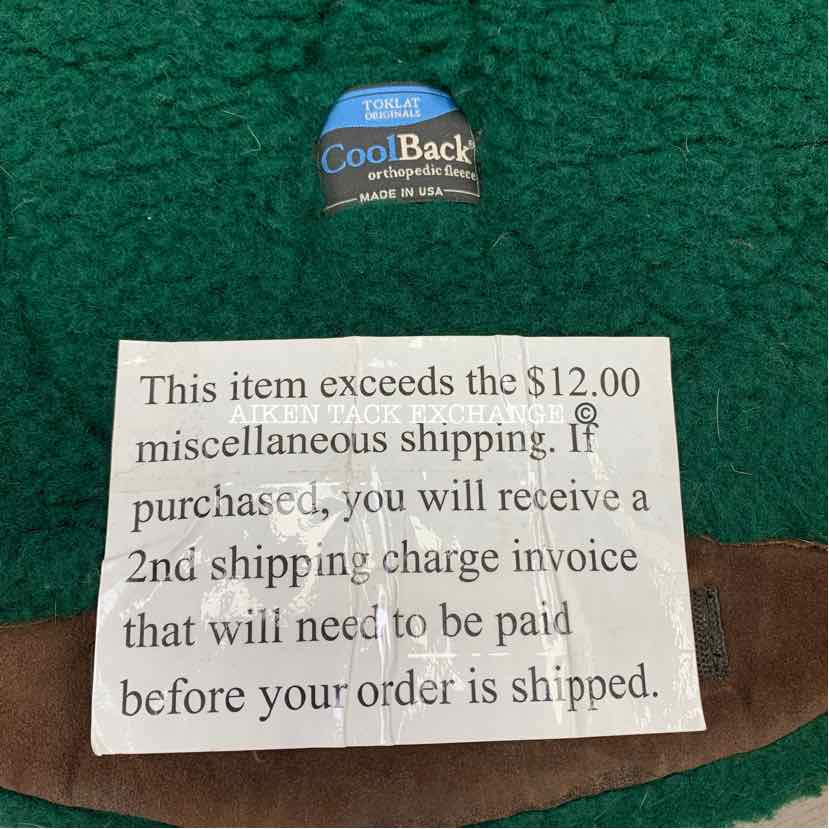 TOKLAT
ORIGINALS
CoolBack®
orthopedic fleece
MADE IN USA
This item exceeds the $12.00
AIKEN TACK EXCHANGE ©
miscellaneous shipping. If
purchased, you will receive a
2nd shipping charge invoice
that will need to be paid
before your order is shipped.